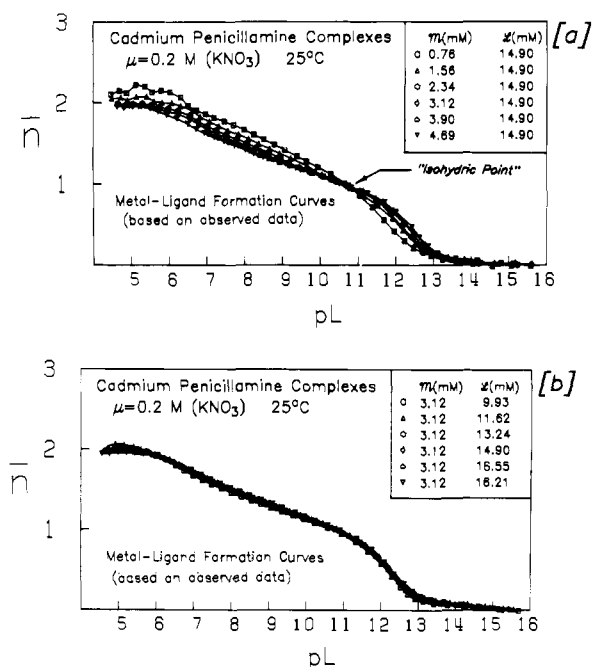 [a]
Cadmium Penicillamine Complexes
μ=0.2 M (KNO₃) 25°C
𝓜(mM) 𝓛(mM)
0.76 14.90
1.56 14.90
2.34 14.90
3.12 14.90
3.90 14.90
4.69 14.90
"Isohydric Point"
Metal-Ligand Formation Curves
(based on observed data)
3
2
1
0
n̄
5 6 7 8 9 10 11 12 13 14 15 16
pL
[b]
Cadmium Penicillamine Complexes
μ=0.2 M (KNO₃) 25°C
𝓜(mM) 𝓛(mM)
3.12 9.93
3.12 11.62
3.12 13.24
3.12 14.90
3.12 16.55
3.12 16.21
Metal-Ligand Formation Curves
(based an observed data)
3
2
1
0
n̄
5 6 7 8 9 10 11 12 13 14 15 16
pL